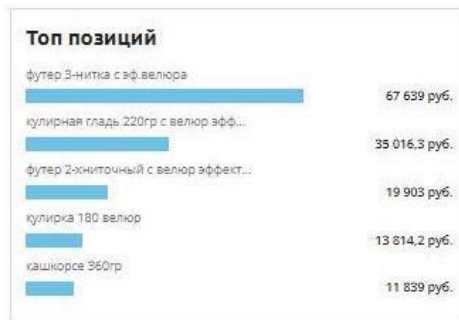 Топ позиций
футер 3-нитка с эф.велюра
67 639 руб.
кулирная гладь 220гр с велюр эфф...
35 016,3 руб.
футер 2-хниточный с велюр эффект...
19 903 руб.
кулирка 180 велюр
13 814,2 руб.
кашкорсе 360гр
11 839 руб.